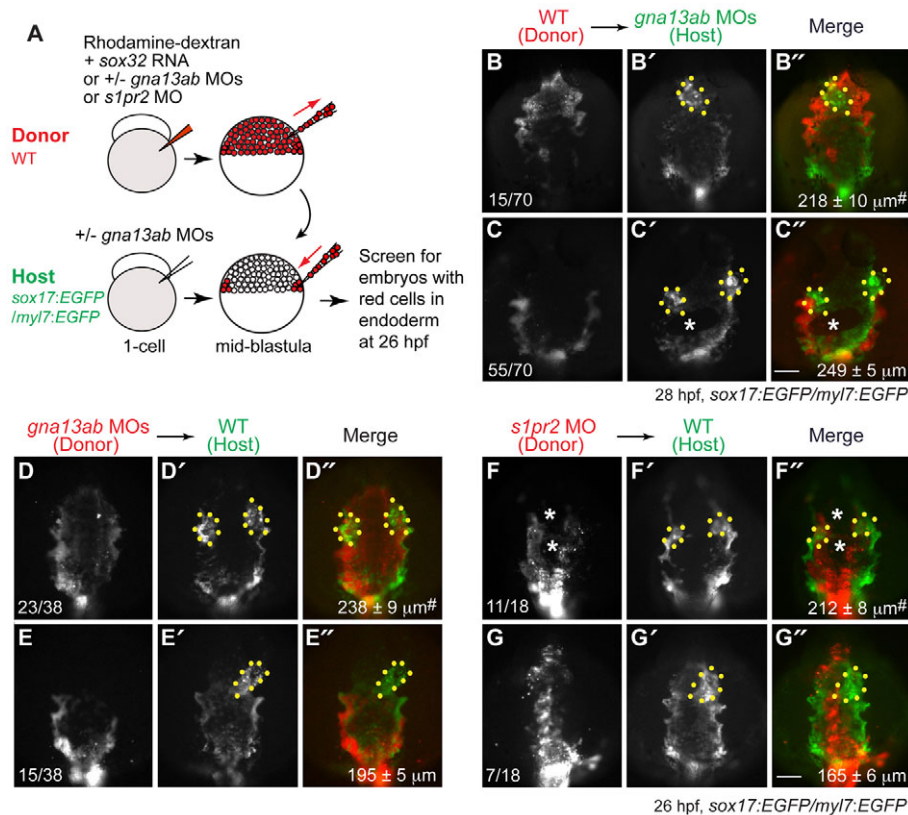 A
Rhodamine-dextran
+ sox32 RNA
or +/- gna13ab MOs
or s1pr2 MO
Donor
WT
+/- gna13ab MOs
Host
sox17:EGFP
/myl7:EGFP
1-cell
mid-blastula
Screen for
embryos with
red cells in
endoderm
at 26 hpf
WT
(Donor)
gna13ab MOs
(Host)
Merge
B
B′
B″
15/70
218 ± 10 μm#
C
C′
C″
*
*
55/70
249 ± 5 μm
28 hpf, sox17:EGFP/myl7:EGFP
gna13ab MOs
(Donor)
WT
(Host)
Merge
D
D′
D″
23/38
238 ± 9 μm#
E
E′
E″
15/38
195 ± 5 μm
s1pr2 MO
(Donor)
WT
(Host)
Merge
F
F′
F″
*
*
*
*
11/18
212 ± 8 μm#
G
G′
G″
7/18
165 ± 6 μm
26 hpf, sox17:EGFP/myl7:EGFP